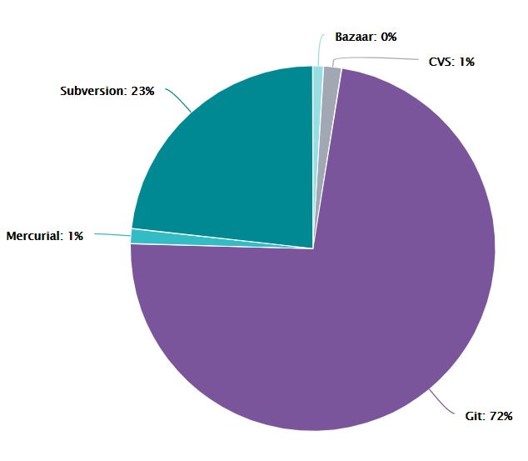 Bazaar: 0%
CVS: 1%
Subversion: 23%
Mercurial: 1%
Git: 72%